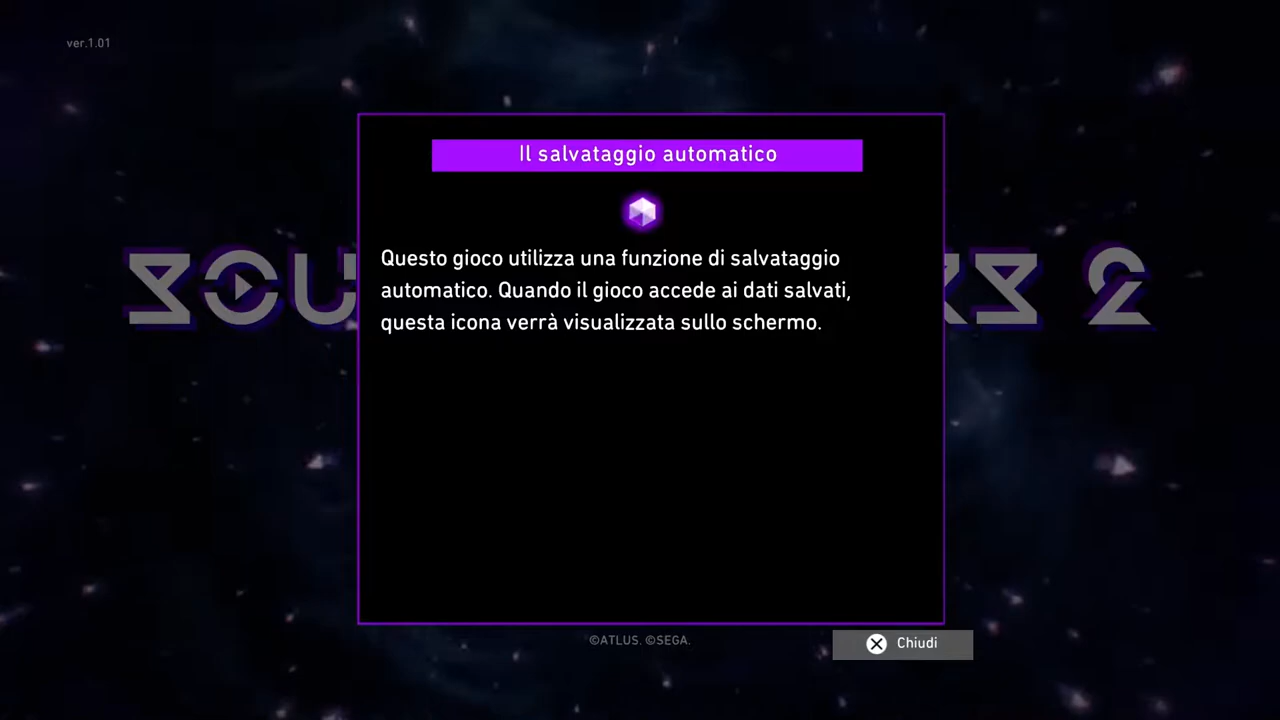 ver.1.01
Il salvataggio automatico
Questo gioco utilizza una funzione di salvataggio
automatico. Quando il gioco accede ai dati salvati,
questa icona verrà visualizzata sullo schermo.
©ATLUS. ©SEGA.
Chiudi